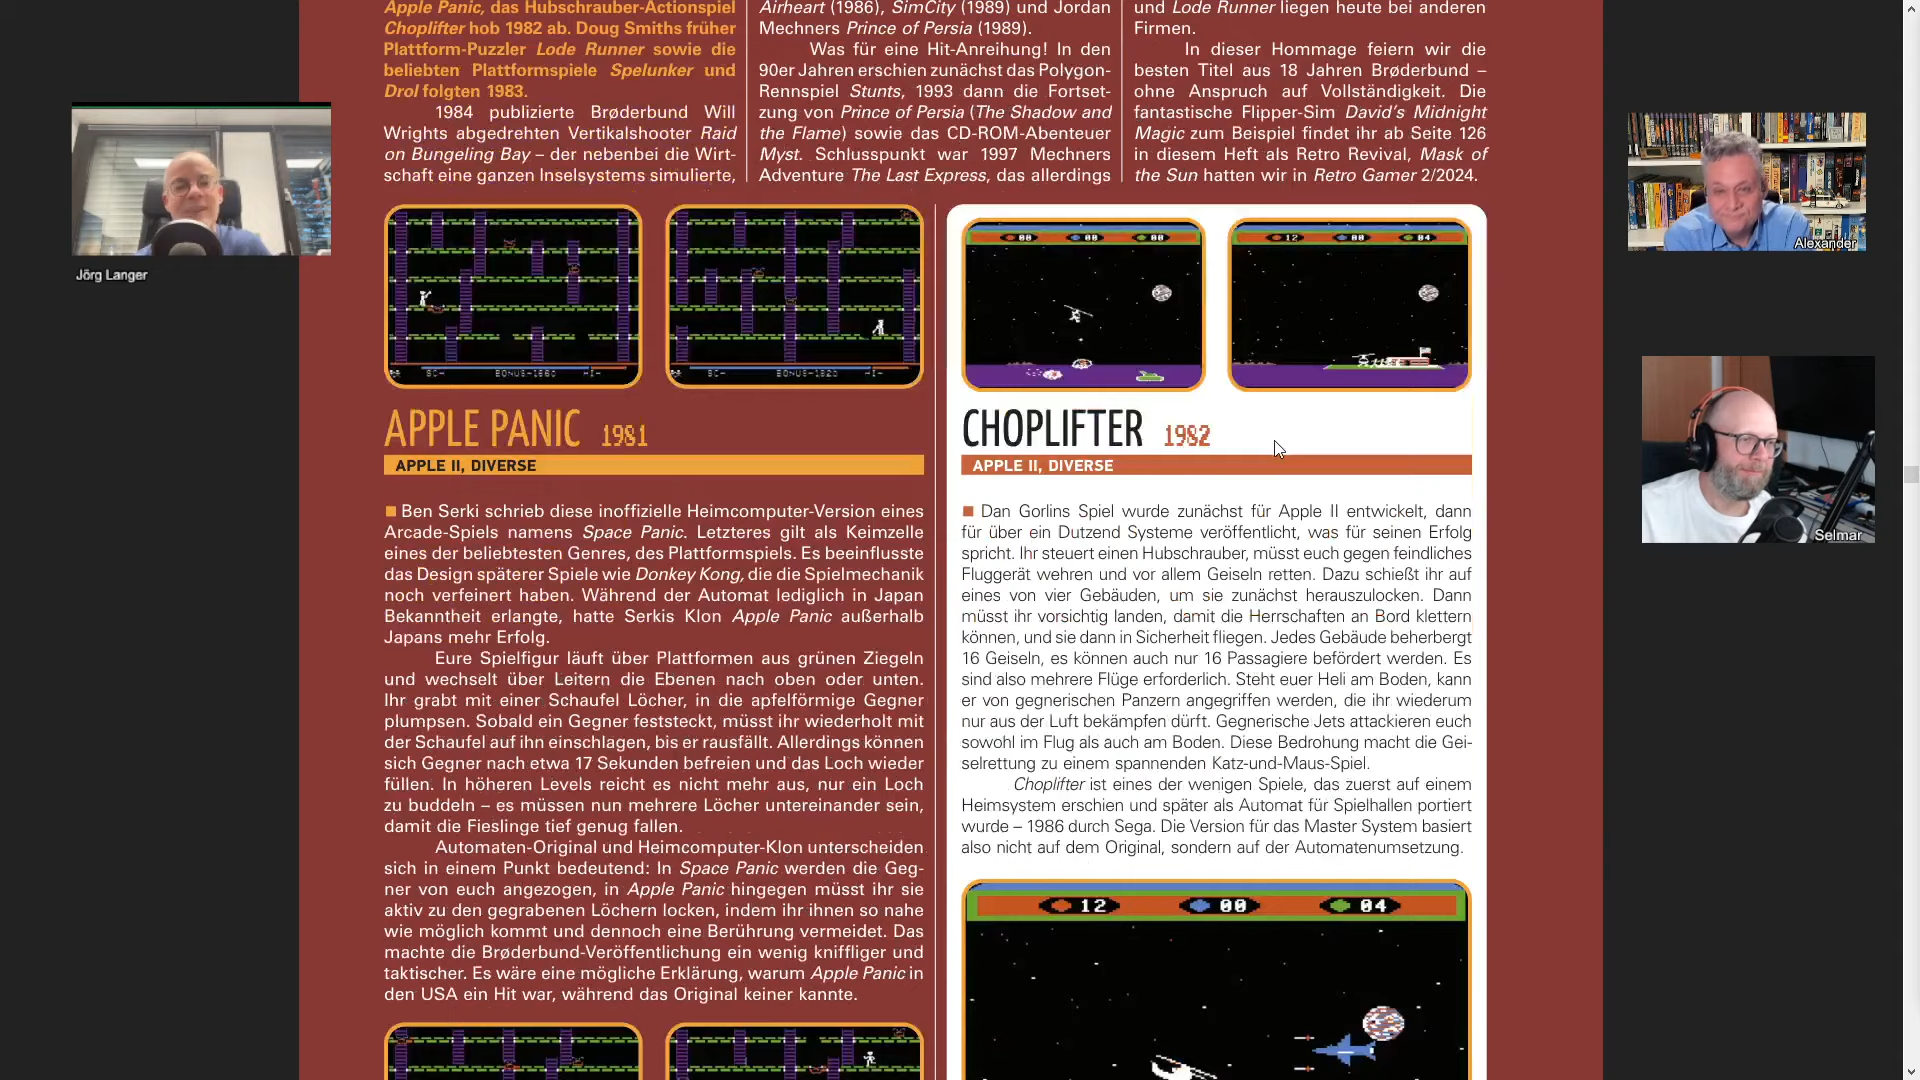 Apple Panic, das Hubschrauber-Actionspiel
Choplifter hob 1982 ab. Doug Smiths früher
Plattform-Puzzler Lode Runner sowie die
beliebten Plattformspiele Spelunker und
Drol folgten 1983.
1984 publizierte Brøderbund Will
Wrights abgedrehten Vertikalshooter Raid
on Bungeling Bay – der nebenbei die Wirt-
schaft eine ganzen Inselsystems simulierte,
Airheart (1986), SimCity (1989) und Jordan
Mechners Prince of Persia (1989).
Was für eine Hit-Anreihung! In den
90er Jahren erschien zunächst das Polygon-
Rennspiel Stunts, 1993 dann die Fortset-
zung von Prince of Persia (The Shadow and
the Flame) sowie das CD-ROM-Abenteuer
Myst. Schlusspunkt war 1997 Mechners
Adventure The Last Express, das allerdings
und Lode Runner liegen heute bei anderen
Firmen.
In dieser Hommage feiern wir die
besten Titel aus 18 Jahren Brøderbund –
ohne Anspruch auf Vollständigkeit. Die
fantastische Flipper-Sim David's Midnight
Magic zum Beispiel findet ihr ab Seite 126
in diesem Heft als Retro Revival, Mask of
the Sun hatten wir in Retro Gamer 2/2024.
Jörg Langer
Alexander
Selmar
SC- BONUS-1660 HI-
SC- BONUS-1820 HI-
APPLE PANIC 1981
APPLE II, DIVERSE
Ben Serki schrieb diese inoffizielle Heimcomputer-Version eines
Arcade-Spiels namens Space Panic. Letzteres gilt als Keimzelle
eines der beliebtesten Genres, des Plattformspiels. Es beeinflusste
das Design späterer Spiele wie Donkey Kong, die die Spielmechanik
noch verfeinert haben. Während der Automat lediglich in Japan
Bekanntheit erlangte, hatte Serkis Klon Apple Panic außerhalb
Japans mehr Erfolg.
Eure Spielfigur läuft über Plattformen aus grünen Ziegeln
und wechselt über Leitern die Ebenen nach oben oder unten.
Ihr grabt mit einer Schaufel Löcher, in die apfelförmige Gegner
plumpsen. Sobald ein Gegner feststeckt, müsst ihr wiederholt mit
der Schaufel auf ihn einschlagen, bis er rausfällt. Allerdings können
sich Gegner nach etwa 17 Sekunden befreien und das Loch wieder
füllen. In höheren Levels reicht es nicht mehr aus, nur ein Loch
zu buddeln – es müssen nun mehrere Löcher untereinander sein,
damit die Fieslinge tief genug fallen.
Automaten-Original und Heimcomputer-Klon unterscheiden
sich in einem Punkt bedeutend: In Space Panic werden die Geg-
ner von euch angezogen, in Apple Panic hingegen müsst ihr sie
aktiv zu den gegrabenen Löchern locken, indem ihr ihnen so nahe
wie möglich kommt und dennoch eine Berührung vermeidet. Das
machte die Brøderbund-Veröffentlichung ein wenig kniffliger und
taktischer. Es wäre eine mögliche Erklärung, warum Apple Panic in
den USA ein Hit war, während das Original keiner kannte.
00 00 00
12 00 04
CHOPLIFTER 1982
APPLE II, DIVERSE
Dan Gorlins Spiel wurde zunächst für Apple II entwickelt, dann
für über ein Dutzend Systeme veröffentlicht, was für seinen Erfolg
spricht. Ihr steuert einen Hubschrauber, müsst euch gegen feindliches
Fluggerät wehren und vor allem Geiseln retten. Dazu schießt ihr auf
eines von vier Gebäuden, um sie zunächst herauszulocken. Dann
müsst ihr vorsichtig landen, damit die Herrschaften an Bord klettern
können, und sie dann in Sicherheit fliegen. Jedes Gebäude beherbergt
16 Geiseln, es können auch nur 16 Passagiere befördert werden. Es
sind also mehrere Flüge erforderlich. Steht euer Heli am Boden, kann
er von gegnerischen Panzern angegriffen werden, die ihr wiederum
nur aus der Luft bekämpfen dürft. Gegnerische Jets attackieren euch
sowohl im Flug als auch am Boden. Diese Bedrohung macht die Gei-
selrettung zu einem spannenden Katz-und-Maus-Spiel.
Choplifter ist eines der wenigen Spiele, das zuerst auf einem
Heimsystem erschien und später als Automat für Spielhallen portiert
wurde – 1986 durch Sega. Die Version für das Master System basiert
also nicht auf dem Original, sondern auf der Automatenumsetzung.
12 00 04